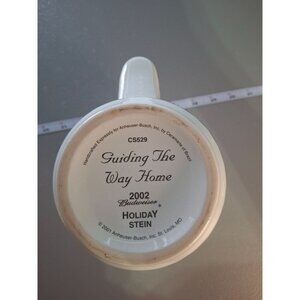 Handcrafted Expressly for Anheuser-Busch, Inc. by Ceramarte of Brazil
CS529
Guiding The
Way Home
2002
Budweiser®
HOLIDAY
STEIN
© 2001 Anheuser-Busch, Inc. St. Louis, MO